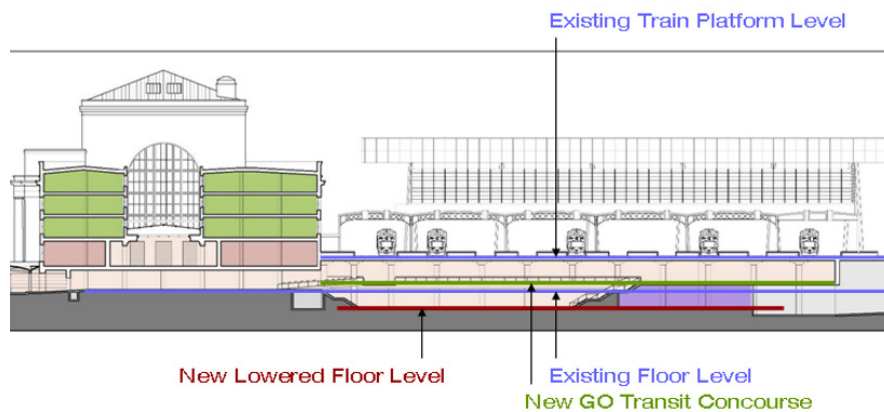 Existing Train Platform Level
New Lowered Floor Level
Existing Floor Level
New GO Transit Concourse